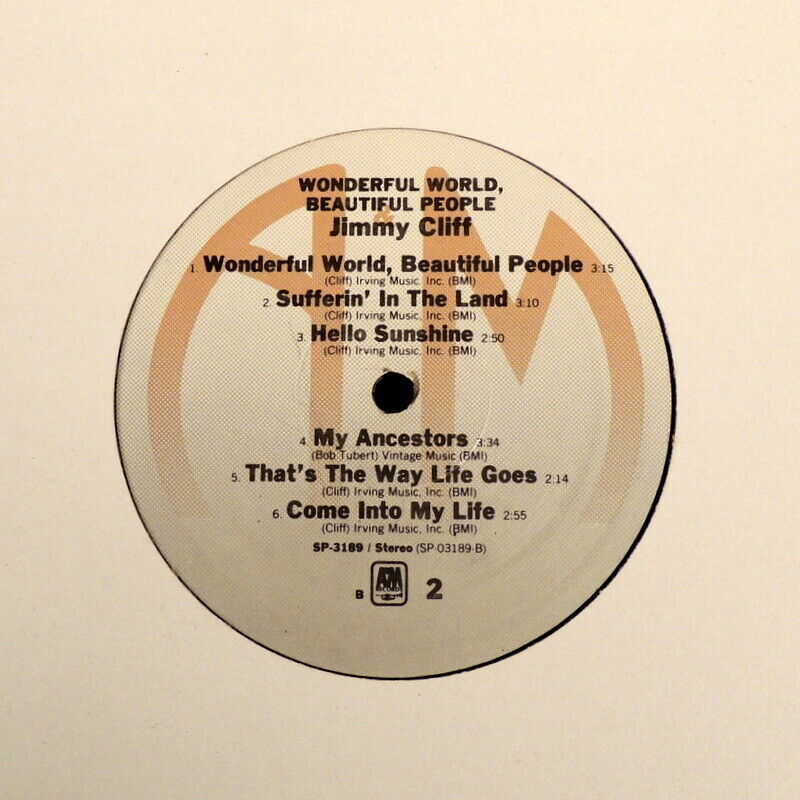 WONDERFUL WORLD,
BEAUTIFUL PEOPLE
Jimmy Cliff
1. Wonderful World, Beautiful People 3:15
(Cliff) Irving Music, Inc. (BMI)
2. Sufferin' In The Land 3:10
(Cliff) Irving Music, Inc. (BMI)
3. Hello Sunshine 2:50
(Cliff) Irving Music, Inc. (BMI)
4. My Ancestors 3:34
(Bob Tubert) Vintage Music (BMI)
5. That's The Way Life Goes 2:14
(Cliff) Irving Music, Inc. (BMI)
6. Come Into My Life 2:55
(Cliff) Irving Music, Inc. (BMI)
SP-3189 / Stereo (SP-03189-B)
B A&M RECORDS 2
A&M